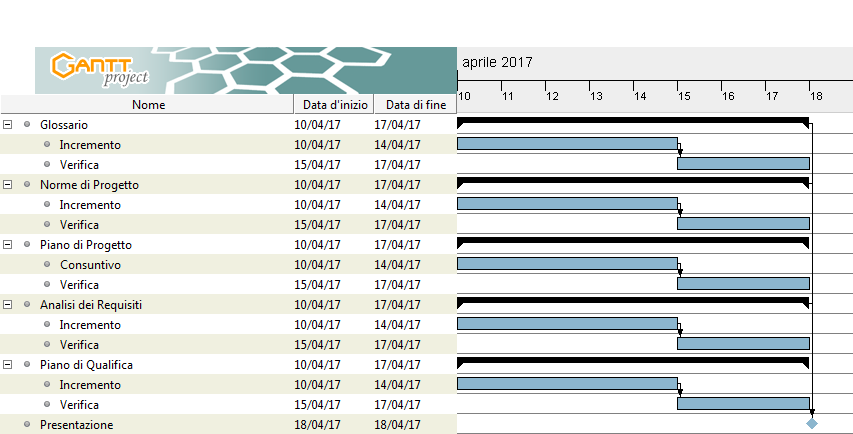 GANTT
project
aprile 2017
Nome Data d'inizio Data di fine 10 11 12 13 14 15 16 17 18
Glossario 10/04/17 17/04/17
Incremento 10/04/17 14/04/17
Verifica 15/04/17 17/04/17
Norme di Progetto 10/04/17 17/04/17
Incremento 10/04/17 14/04/17
Verifica 15/04/17 17/04/17
Piano di Progetto 10/04/17 17/04/17
Consuntivo 10/04/17 14/04/17
Verifica 15/04/17 17/04/17
Analisi dei Requisiti 10/04/17 17/04/17
Incremento 10/04/17 14/04/17
Verifica 15/04/17 17/04/17
Piano di Qualifica 10/04/17 17/04/17
Incremento 10/04/17 14/04/17
Verifica 15/04/17 17/04/17
Presentazione 18/04/17 18/04/17